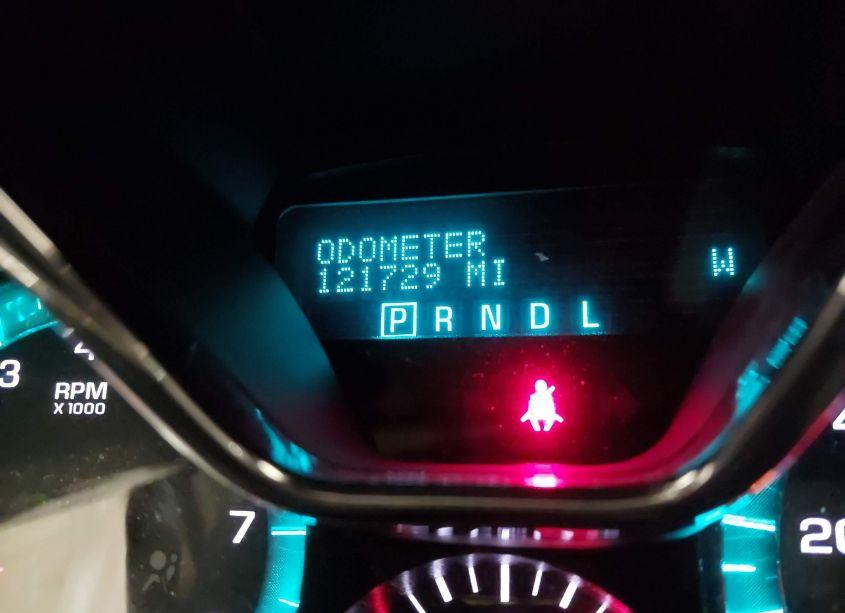 ODOMETER
121729 MI
W
P R N D L
3
4
RPM
X 1000
7
20